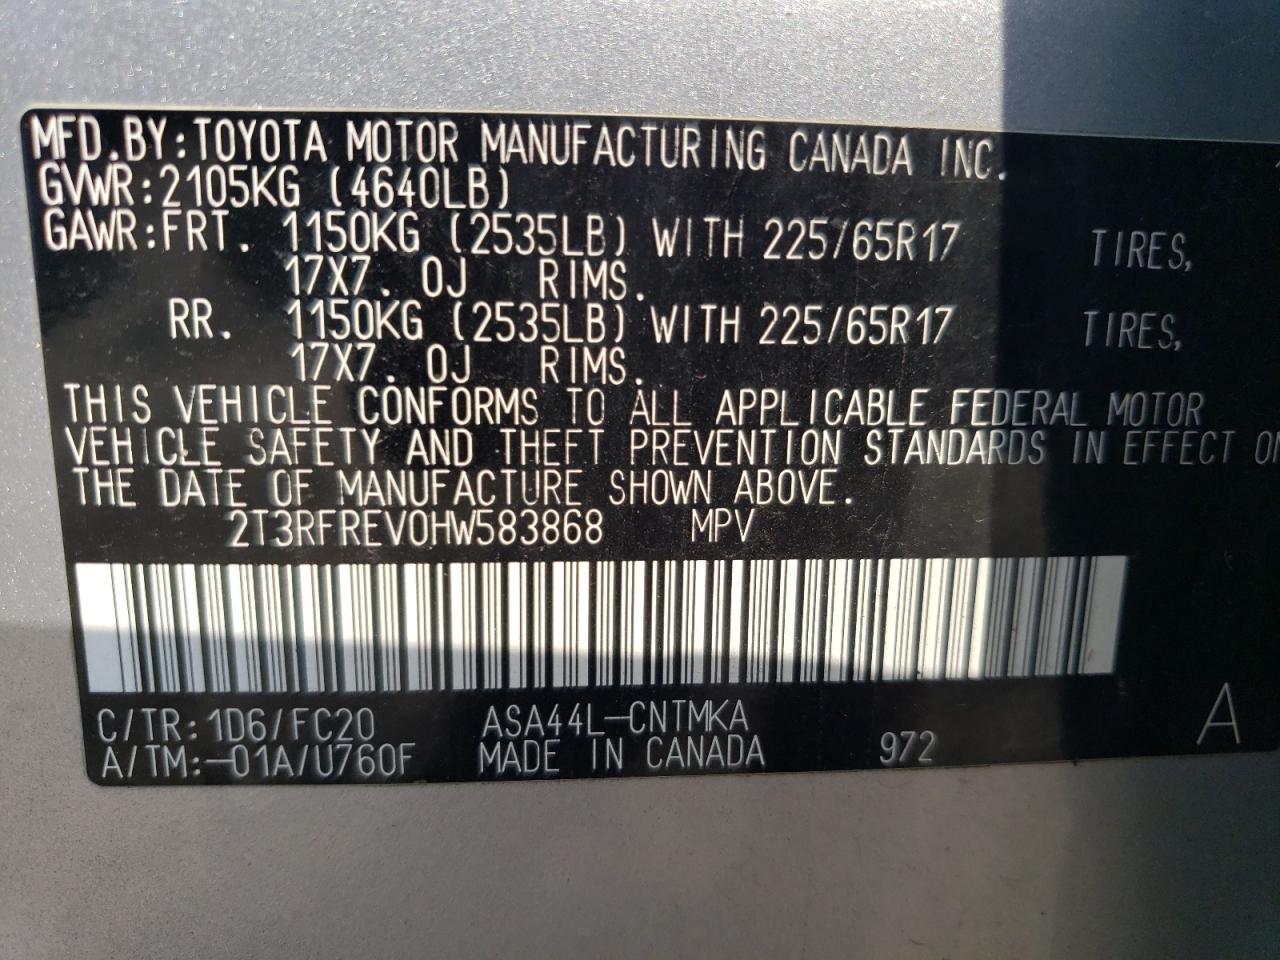 MFD.BY:TOYOTA MOTOR MANUFACTURING CANADA INC.
GVWR:2105KG (4640LB)
GAWR:FRT. 1150KG (2535LB) WITH 225/65R17 TIRES,
17X7.0J RIMS.
RR. 1150KG (2535LB) WITH 225/65R17 TIRES,
17X7.0J RIMS.
THIS VEHICLE CONFORMS TO ALL APPLICABLE FEDERAL MOTOR
VEHICLE SAFETY AND THEFT PREVENTION STANDARDS IN EFFECT ON
THE DATE OF MANUFACTURE SHOWN ABOVE.
2T3RFREV0HW583868 MPV
C/TR:1D6/FC20 ASA44L-CNTMKA
A/TM:-01A/U760F MADE IN CANADA 972 A